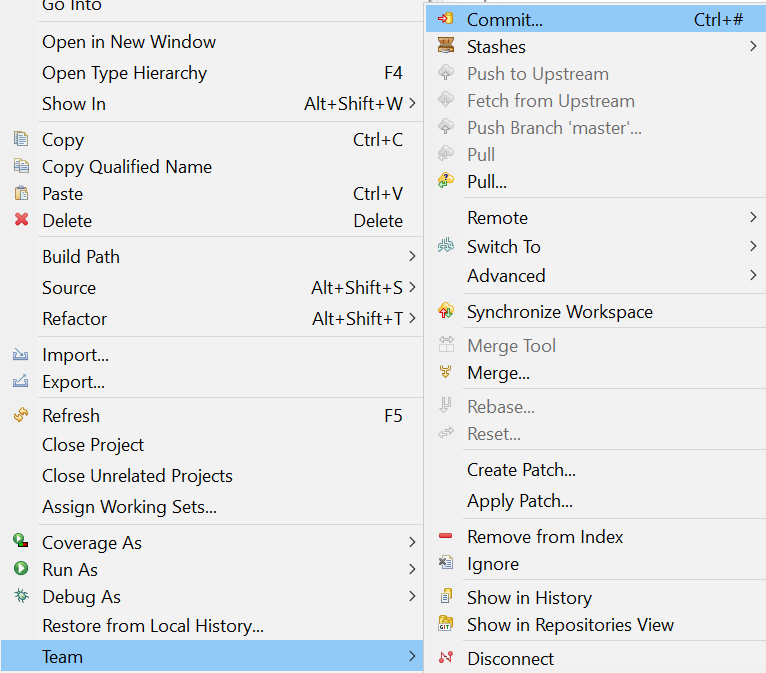 Go Into
Open in New Window
Open Type Hierarchy F4
Show In Alt+Shift+W
Copy Ctrl+C
Copy Qualified Name
Paste Ctrl+V
Delete Delete
Build Path
Source Alt+Shift+S
Refactor Alt+Shift+T
Import...
Export...
Refresh F5
Close Project
Close Unrelated Projects
Assign Working Sets...
Coverage As
Run As
Debug As
Restore from Local History...
Team
Commit... Ctrl+#
Stashes
Push to Upstream
Fetch from Upstream
Push Branch 'master'...
Pull
Pull...
Remote
Switch To
Advanced
Synchronize Workspace
Merge Tool
Merge...
Rebase...
Reset...
Create Patch...
Apply Patch...
Remove from Index
Ignore
Show in History
GIT Show in Repositories View
Disconnect